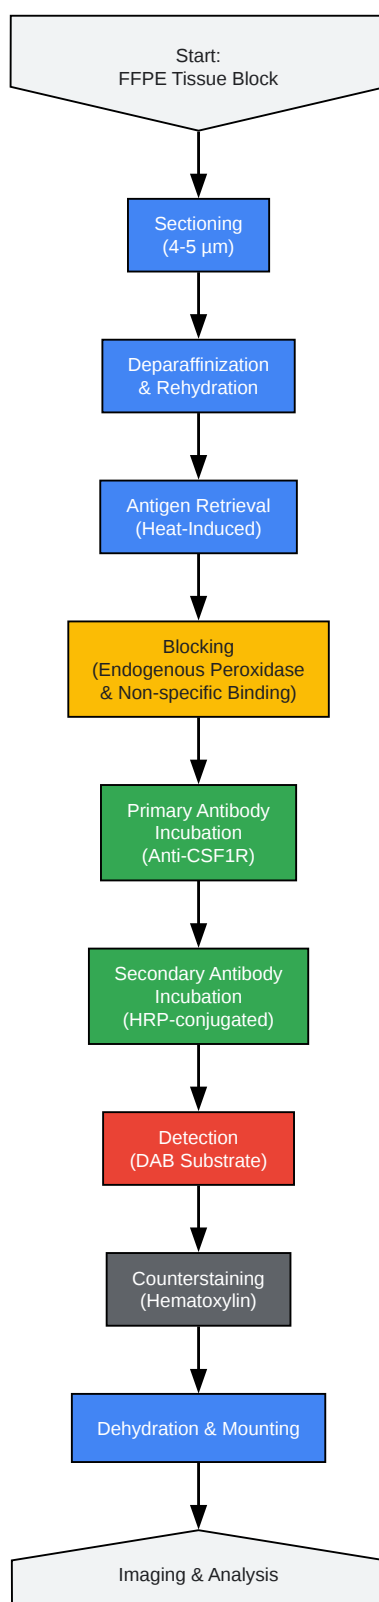 Start:
FFPE Tissue Block
Sectioning
(4-5 µm)
Deparaffinization
& Rehydration
Antigen Retrieval
(Heat-Induced)
Blocking
(Endogenous Peroxidase
& Non-specific Binding)
Primary Antibody
Incubation
(Anti-CSF1R)
Secondary Antibody
Incubation
(HRP-conjugated)
Detection
(DAB Substrate)
Counterstaining
(Hematoxylin)
Dehydration & Mounting
Imaging & Analysis